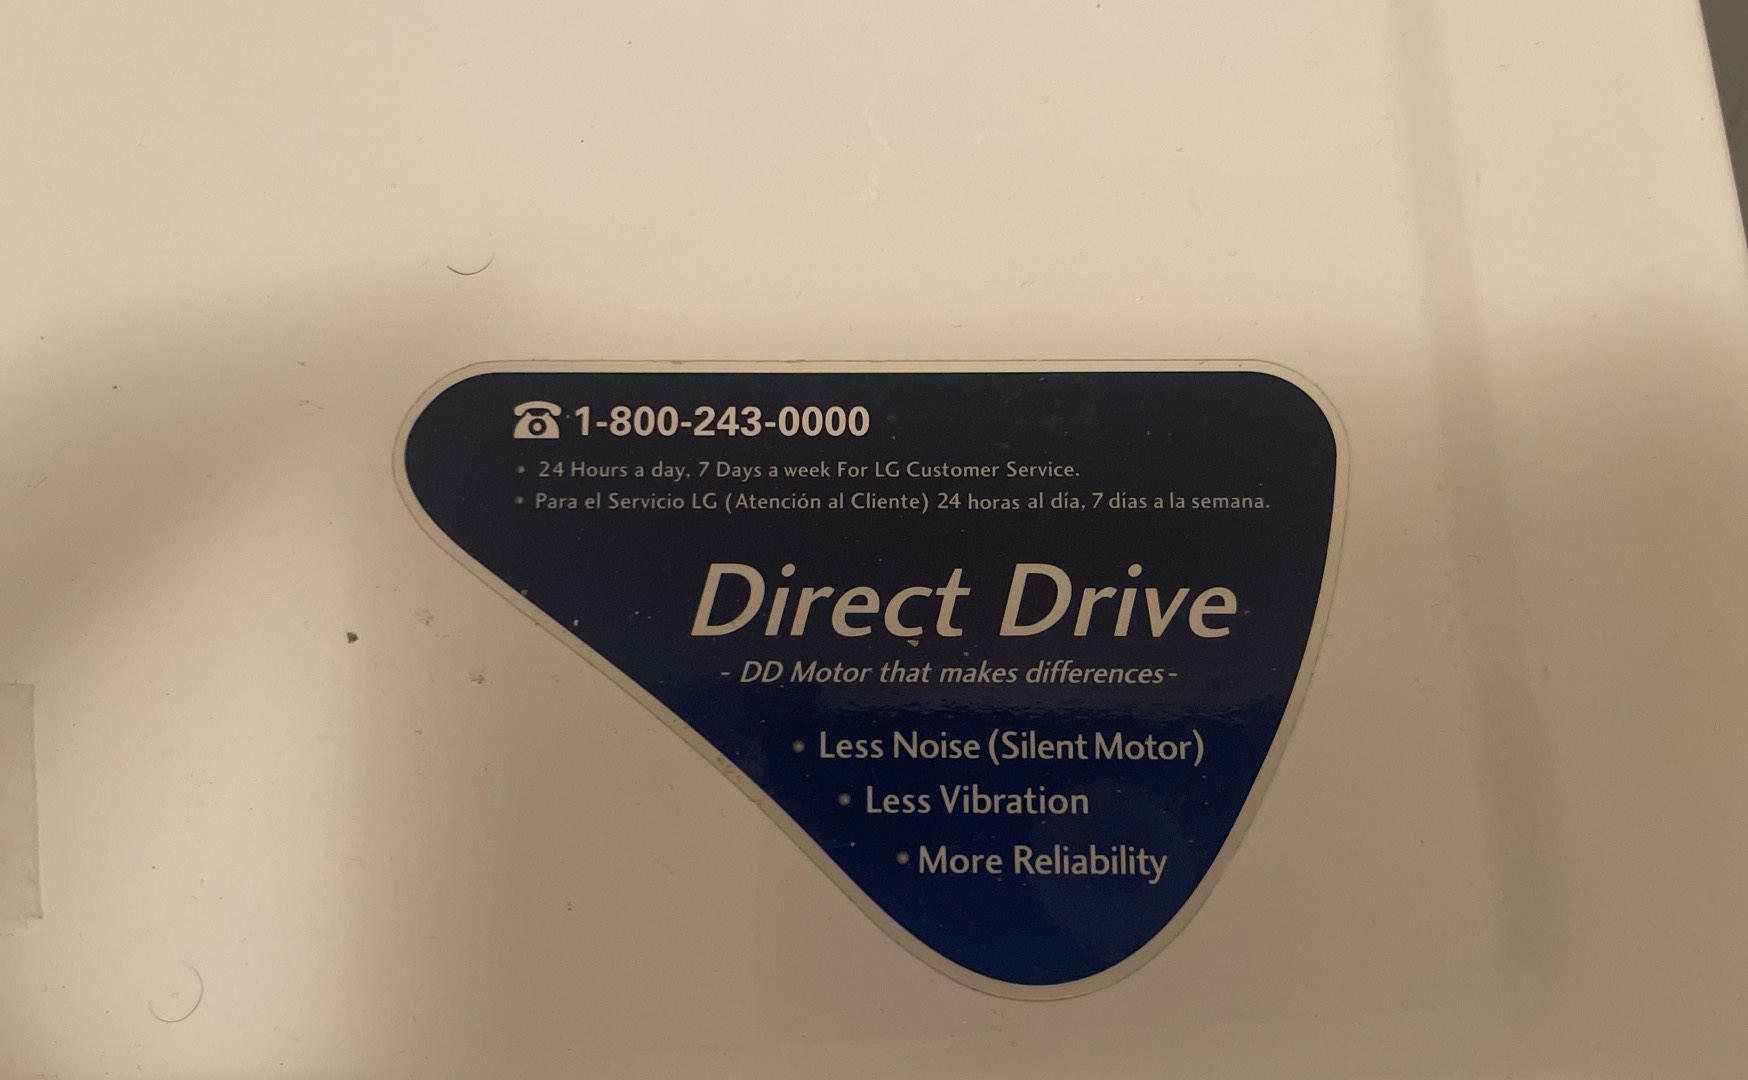 1-800-243-0000
• 24 Hours a day, 7 Days a week For LG Customer Service.
• Para el Servicio LG (Atención al Cliente) 24 horas al día, 7 días a la semana.
Direct Drive
- DD Motor that makes differences-
• Less Noise (Silent Motor)
• Less Vibration
• More Reliability